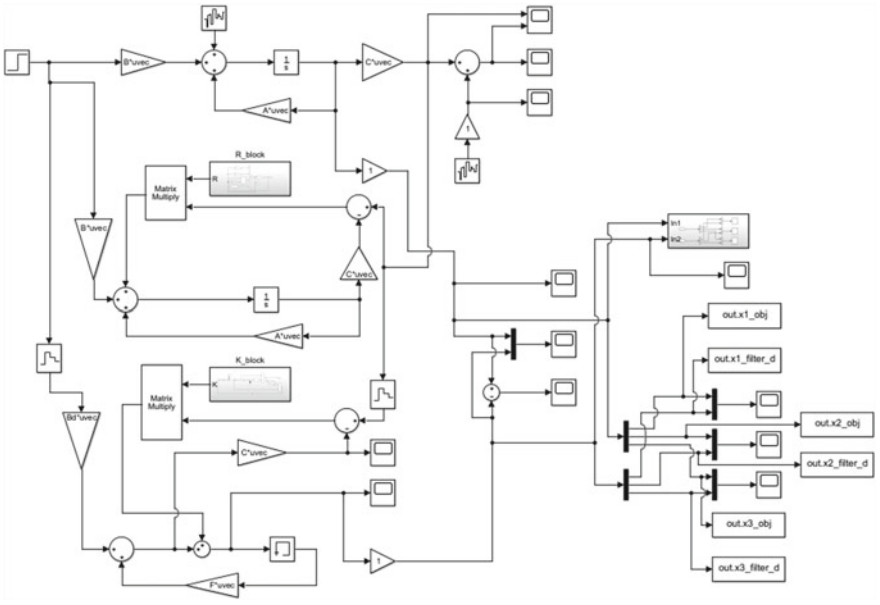 B*uvec
1
s
C*uvec
A*uvec
1
R_block
Matrix
Multiply
R
1
In1
In2
B*uvec
C*uvec
1
s
A*uvec
out.x1_obj
K_block
out.x1_filter_d
Matrix
Multiply
K
Bd*uvec
out.x2_obj
C*uvec
out.x2_filter_d
out.x3_obj
1
F*uvec
out.x3_filter_d